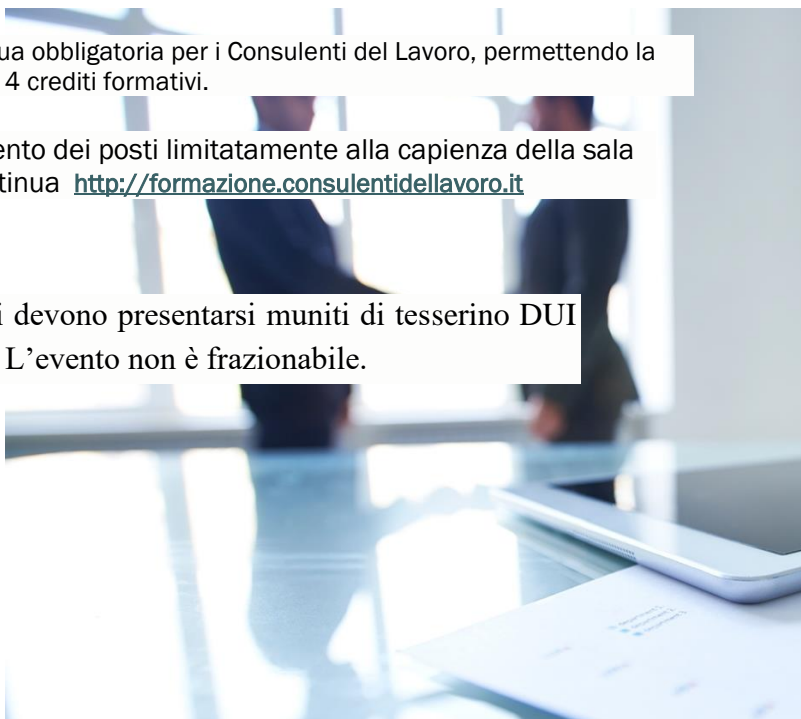 ua obbligatoria per i Consulenti del Lavoro, permettendo la
4 crediti formativi.
ento dei posti limitatamente alla capienza della sala
tinua http://formazione.consulentidellavoro.it
i devono presentarsi muniti di tesserino DUI
L’evento non è frazionabile.